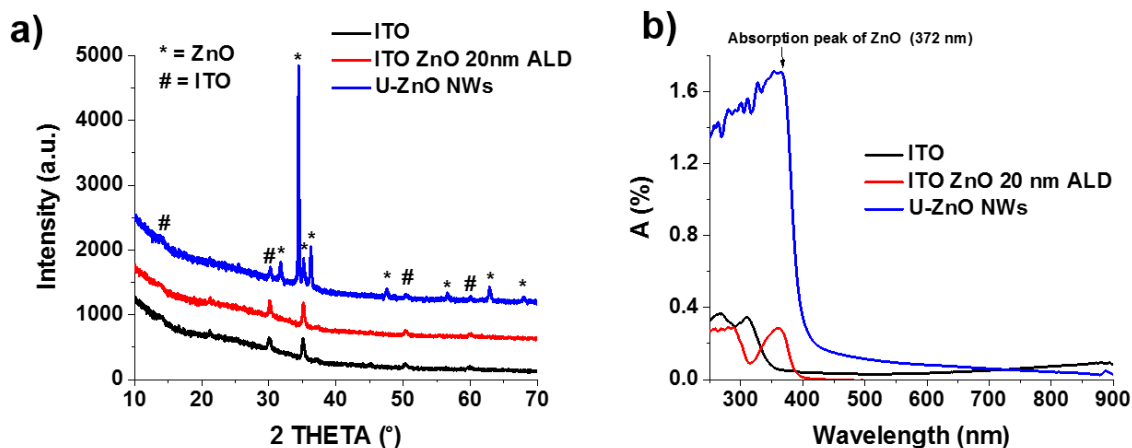 a)
* = ZnO
# = ITO
ITO
ITO ZnO 20nm ALD
U-ZnO NWs
Intensity (a.u.)
5000
4000
3000
2000
1000
0
# # * * * * * # * # * *
10 20 30 40 50 60 70
2 THETA (°)
b)
Absorption peak of ZnO (372 nm)
ITO
ITO ZnO 20 nm ALD
U-ZnO NWs
A (%)
1.6
1.2
0.8
0.4
0.0
300 400 500 600 700 800 900
Wavelength (nm)